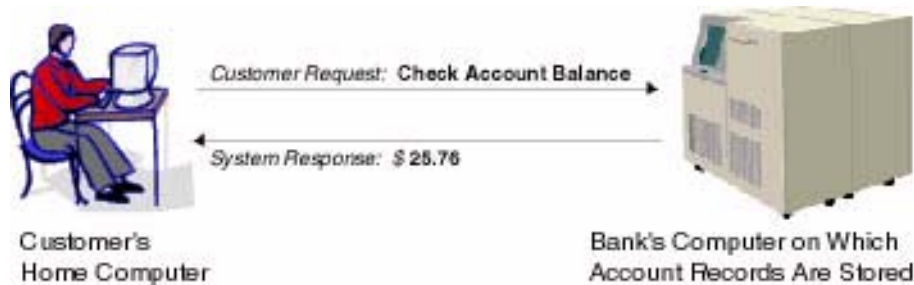 Customer Request: Check Account Balance
System Response: $ 25.76
Customer's
Home Computer
Bank's Computer on Which
Account Records Are Stored